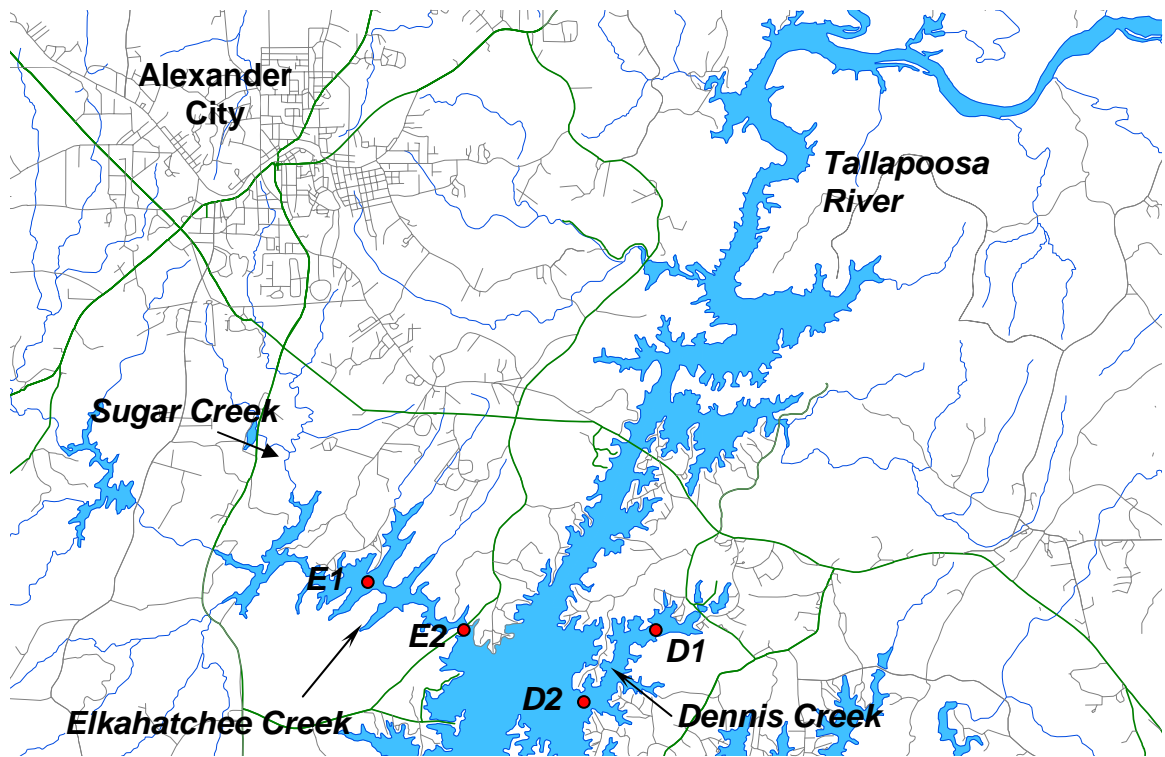 Alexander
City
Tallapoosa
River
Sugar Creek
E1
E2
D1
D2
Elkahatchee Creek
Dennis Creek